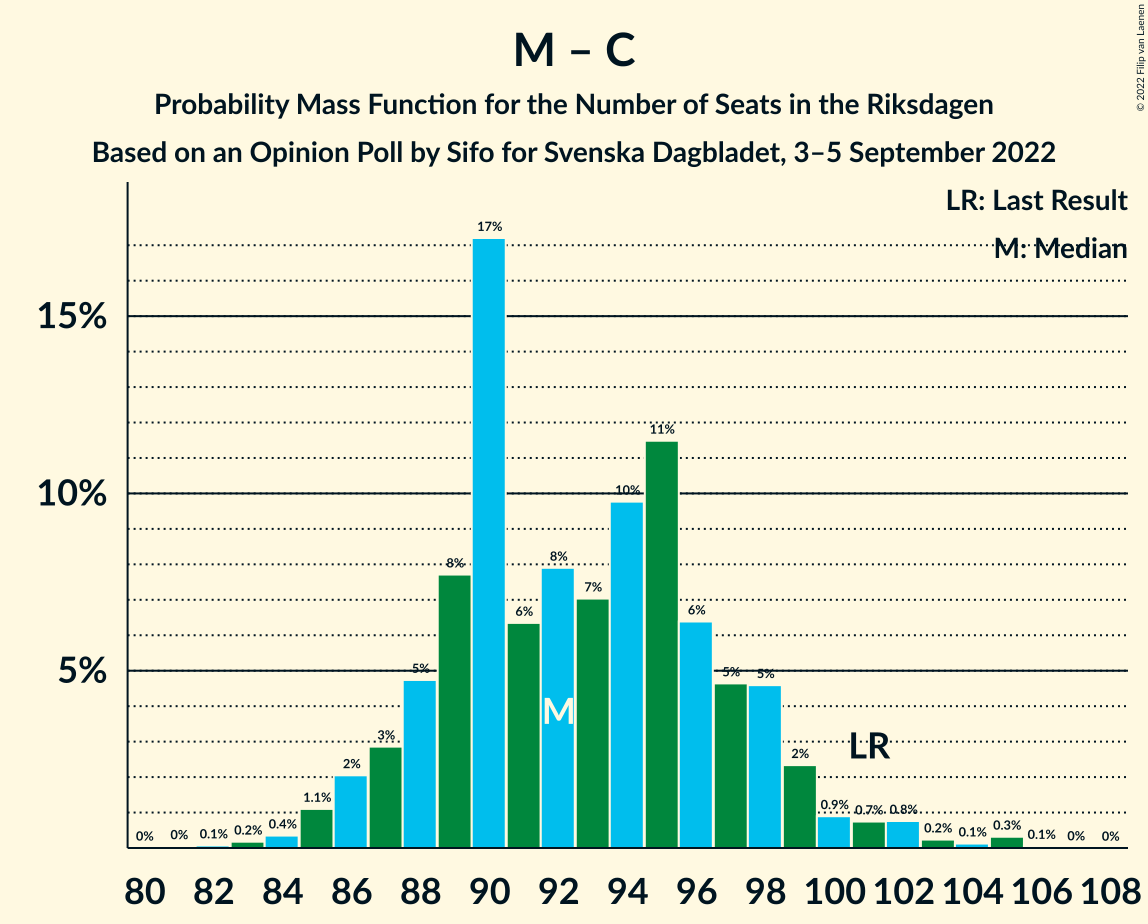 M – C
Probability Mass Function for the Number of Seats in the Riksdagen
Based on an Opinion Poll by Sifo for Svenska Dagbladet, 3–5 September 2022
© 2022 Filip van Laenen
LR: Last Result
M: Median
15%
10%
5%
0% 0% 0.1% 0.2% 0.4% 1.1% 2% 3% 5% 8% 17% 6% 8% 7% 10% 11% 6% 5% 5% 2% 0.9% 0.7% 0.8% 0.2% 0.1% 0.3% 0.1% 0% 0%
M
LR
80 82 84 86 88 90 92 94 96 98 100 102 104 106 108